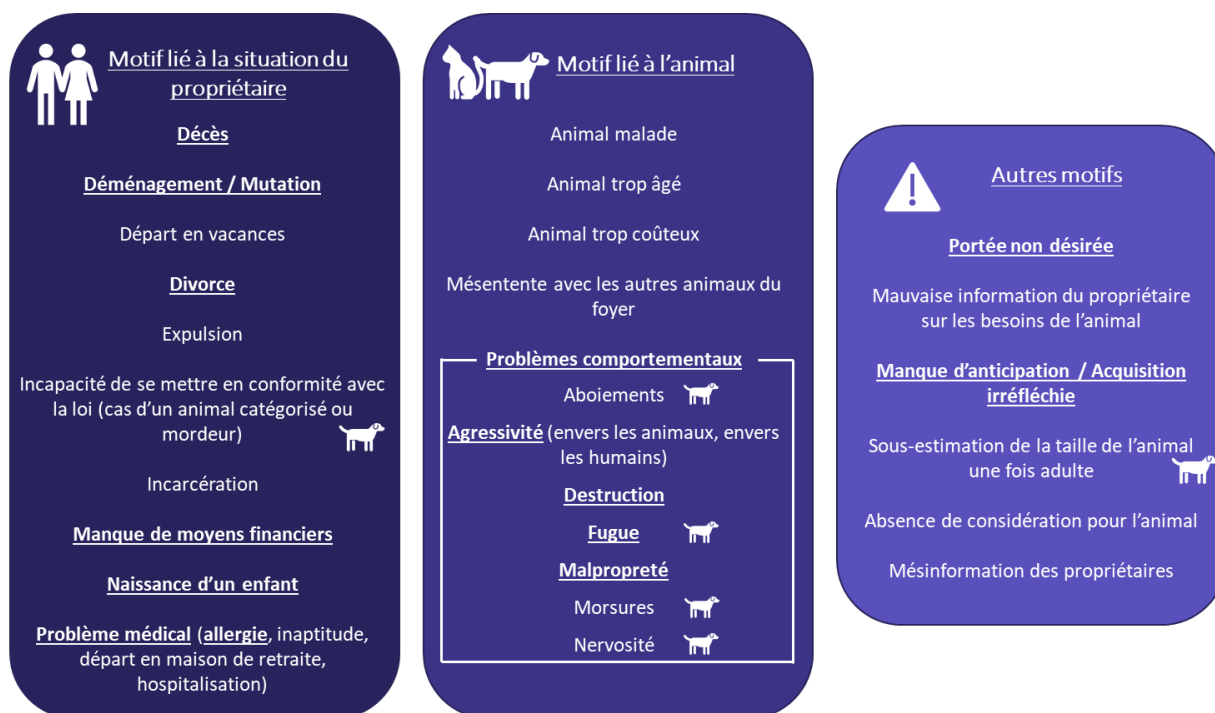 Motif lié à la situation du
propriétaire
Décès
Déménagement / Mutation
Départ en vacances
Divorce
Expulsion
Incapacité de se mettre en conformité avec
la loi (cas d'un animal catégorisé ou
mordeur)
Incarcération
Manque de moyens financiers
Naissance d'un enfant
Problème médical (allergie, inaptitude,
départ en maison de retraite,
hospitalisation)
Motif lié à l'animal
Animal malade
Animal trop âgé
Animal trop coûteux
Mésentente avec les autres animaux du
foyer
Problèmes comportementaux
Aboiements
Agressivité (envers les animaux, envers
les humains)
Destruction
Fugue
Malpropreté
Morsures
Nervosité
Autres motifs
Portée non désirée
Mauvaise information du propriétaire
sur les besoins de l'animal
Manque d'anticipation / Acquisition
irréfléchie
Sous-estimation de la taille de l'animal
une fois adulte
Absence de considération pour l'animal
Mésinformation des propriétaires